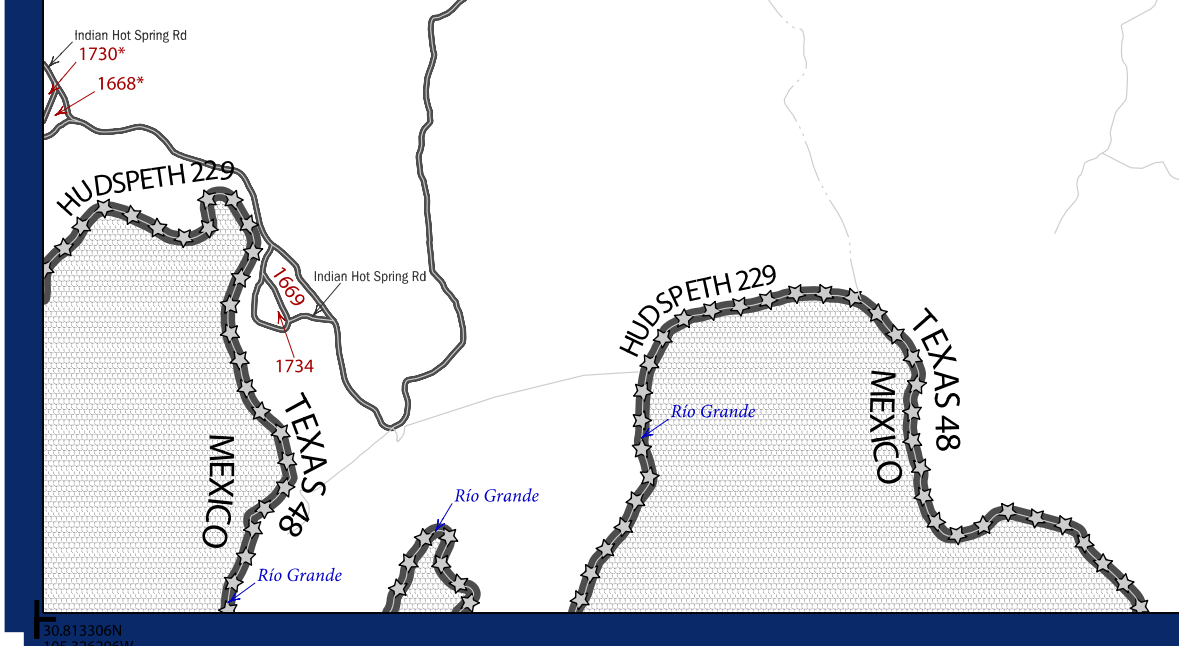 Indian Hot Spring Rd
1730*
1668*
HUDSPETH 229
1669
Indian Hot Spring Rd
1734
HUDSPETH 229
TEXAS 48
MEXICO
Río Grande
TEXAS 48
MEXICO
Río Grande
Río Grande
30.813306N